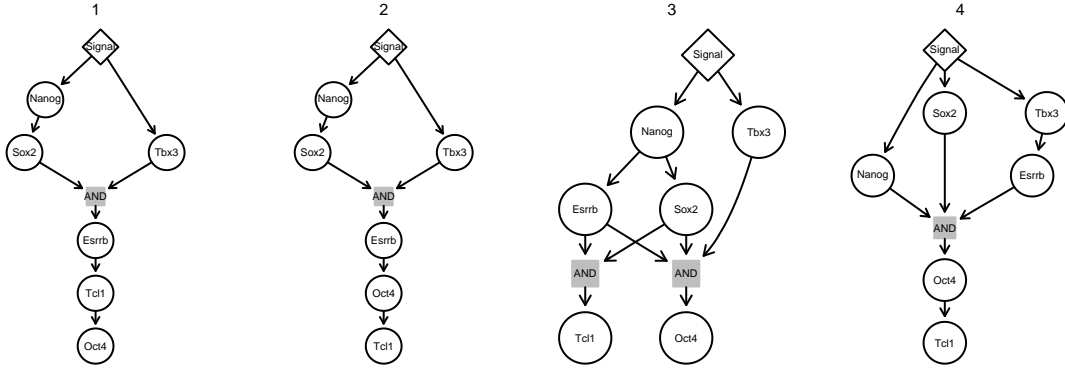 1
Signal
Nanog
Sox2
Tbx3
AND
Esrrb
Tcl1
Oct4
2
Signal
Nanog
Sox2
Tbx3
AND
Esrrb
Oct4
Tcl1
3
Signal
Nanog
Tbx3
Esrrb
Sox2
AND
AND
Tcl1
Oct4
4
Signal
Sox2
Tbx3
Nanog
Esrrb
AND
Oct4
Tcl1